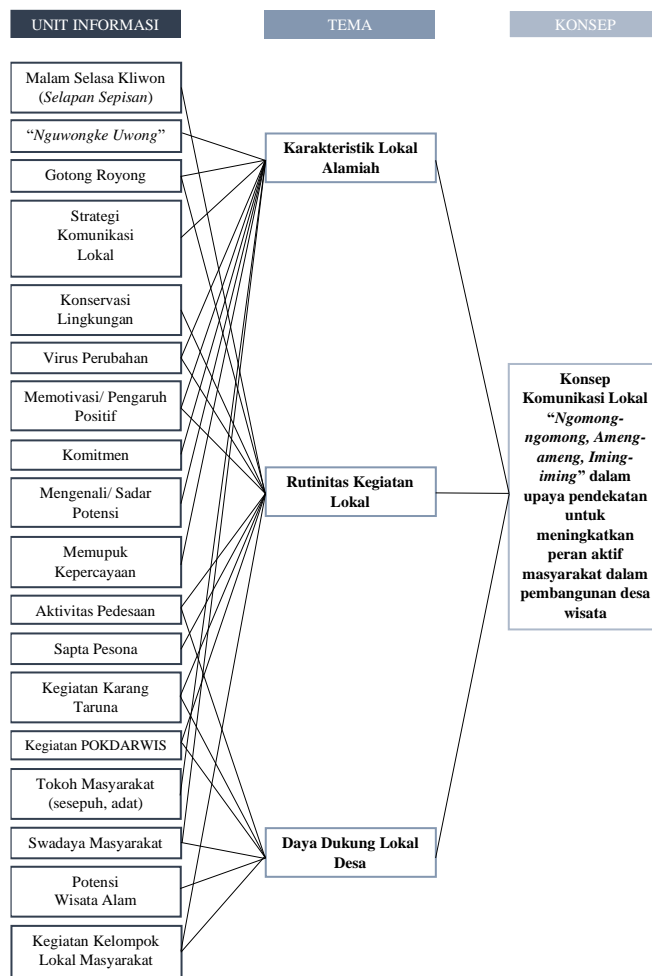 UNIT INFORMASI
TEMA
KONSEP
Malam Selasa Kliwon
(Selapan Sepisan)
“Nguwongke Uwong”
Gotong Royong
Strategi
Komunikasi
Lokal
Konservasi
Lingkungan
Virus Perubahan
Memotivasi/ Pengaruh
Positif
Komitmen
Mengenali/ Sadar
Potensi
Memupuk
Kepercayaan
Aktivitas Pedesaan
Sapta Pesona
Kegiatan Karang
Taruna
Kegiatan POKDARWIS
Tokoh Masyarakat
(sesepuh, adat)
Swadaya Masyarakat
Potensi
Wisata Alam
Kegiatan Kelompok
Lokal Masyarakat
Karakteristik Lokal
Alamiah
Rutinitas Kegiatan
Lokal
Daya Dukung Lokal
Desa
Konsep
Komunikasi Lokal
“Ngomong-
ngomong, Ameng-
ameng, Iming-
iming” dalam
upaya pendekatan
untuk
meningkatkan
peran aktif
masyarakat dalam
pembangunan desa
wisata